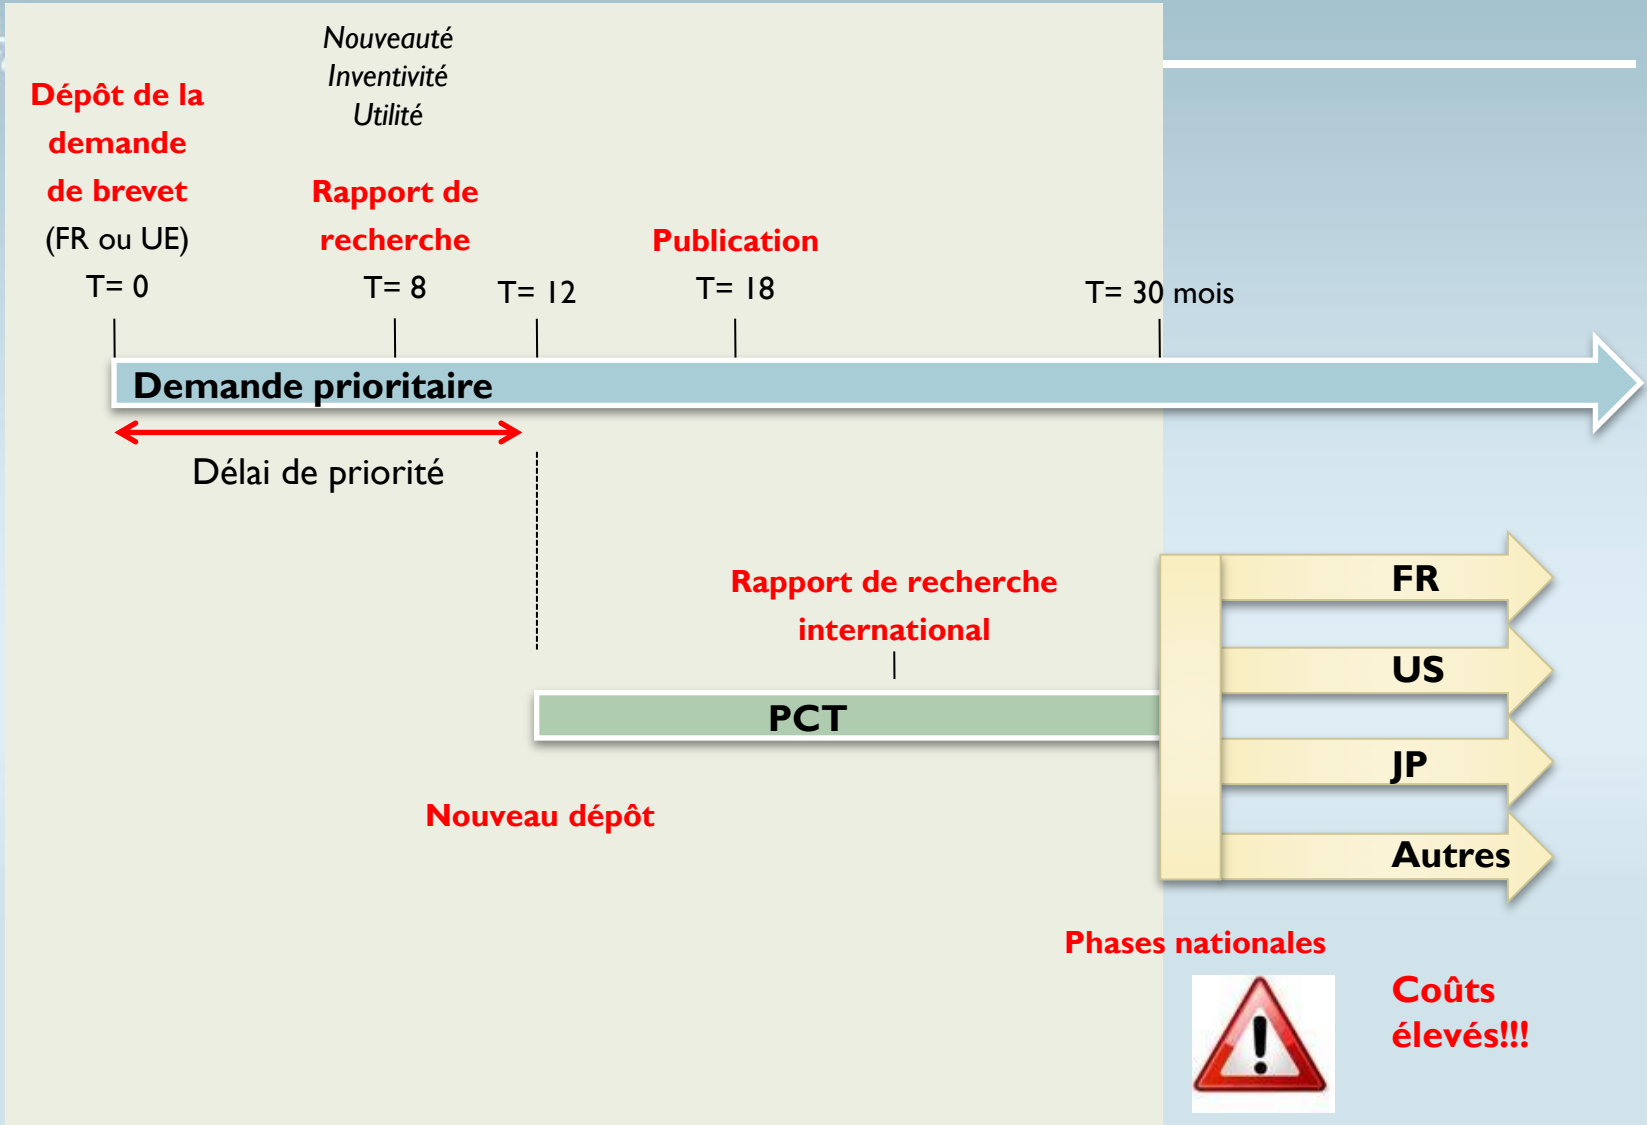 Nouveauté
Inventivité
Utilité
Dépôt de la
demande
de brevet
(FR ou UE)
T= 0
Rapport de
recherche
T= 8
T= 12
Publication
T= 18
T= 30 mois
Demande prioritaire
Délai de priorité
Rapport de recherche
international
PCT
Nouveau dépôt
FR
US
JP
Autres
Phases nationales
Coûts
élevés!!!